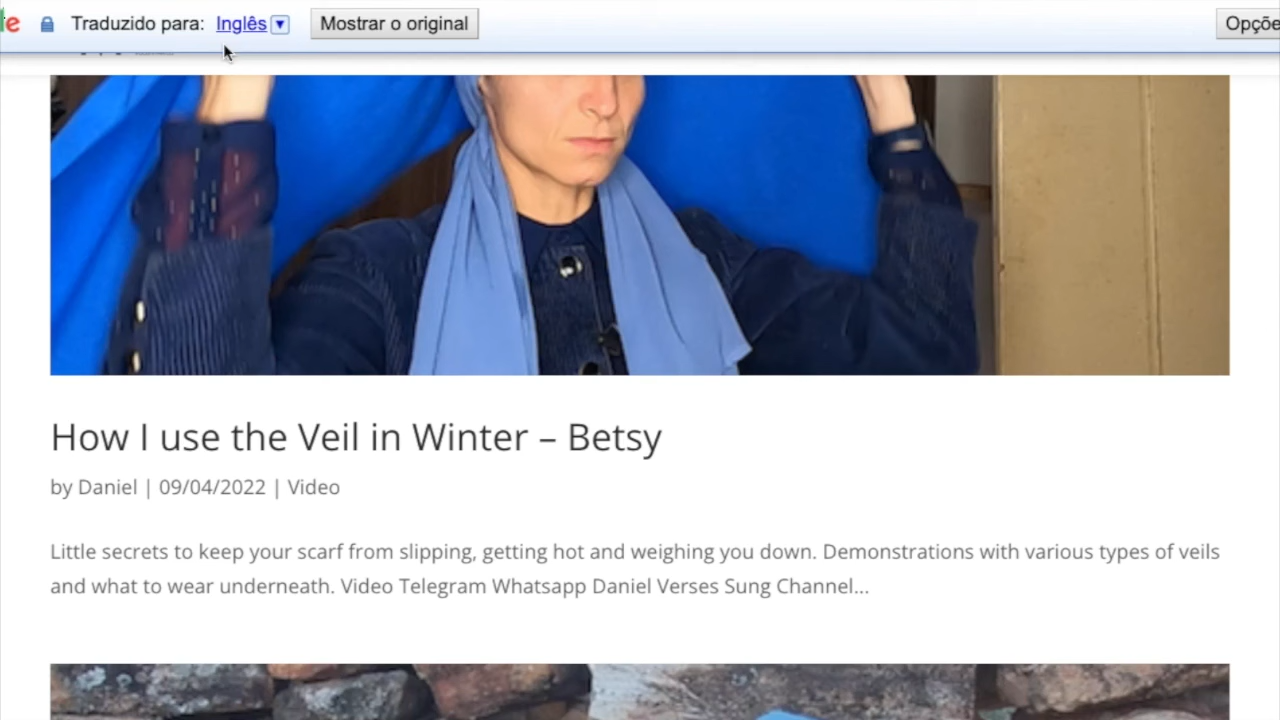 Traduzido para: Inglês Mostrar o original
How I use the Veil in Winter – Betsy
by Daniel | 09/04/2022 | Video
Little secrets to keep your scarf from slipping, getting hot and weighing you down. Demonstrations with various types of veils
and what to wear underneath. Video Telegram Whatsapp Daniel Verses Sung Channel...